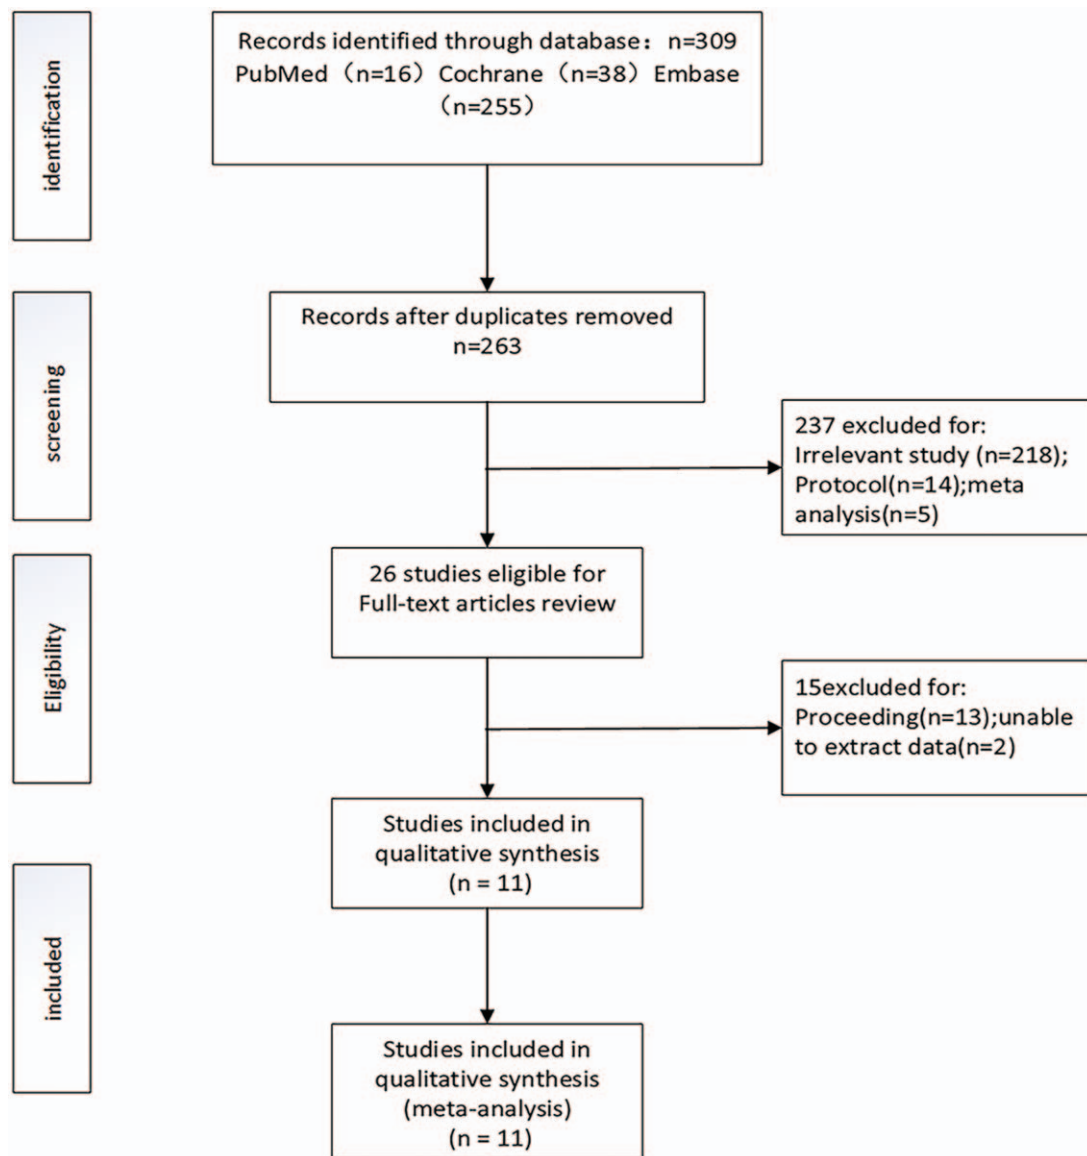 identification
Records identified through database：n=309
PubMed（n=16）Cochrane（n=38）Embase
（n=255）
screening
Records after duplicates removed
n=263
237 excluded for:
Irrelevant study (n=218);
Protocol(n=14);meta
analysis(n=5)
Eligibility
26 studies eligible for
Full-text articles review
15excluded for:
Proceeding(n=13);unable
to extract data(n=2)
Studies included in
qualitative synthesis
(n = 11)
included
Studies included in
qualitative synthesis
(meta-analysis)
(n = 11)